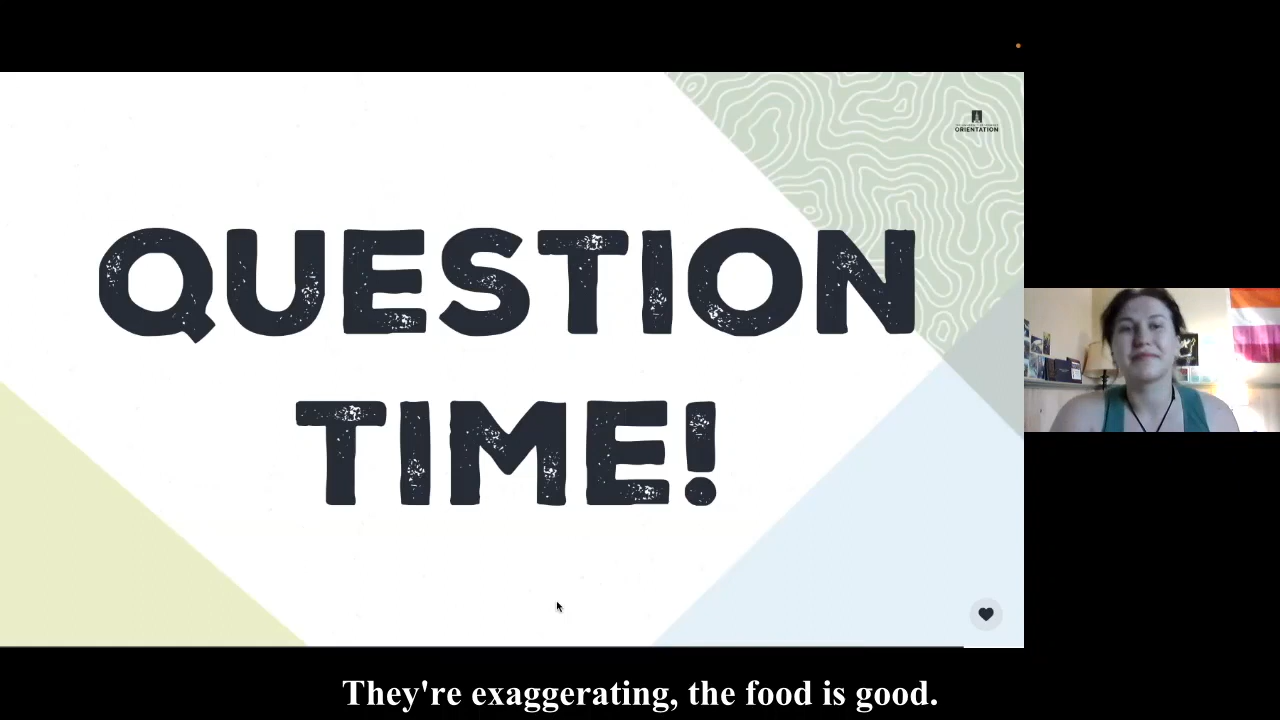 ORIENTATION
QUESTION
TIME!
They're exaggerating, the food is good.